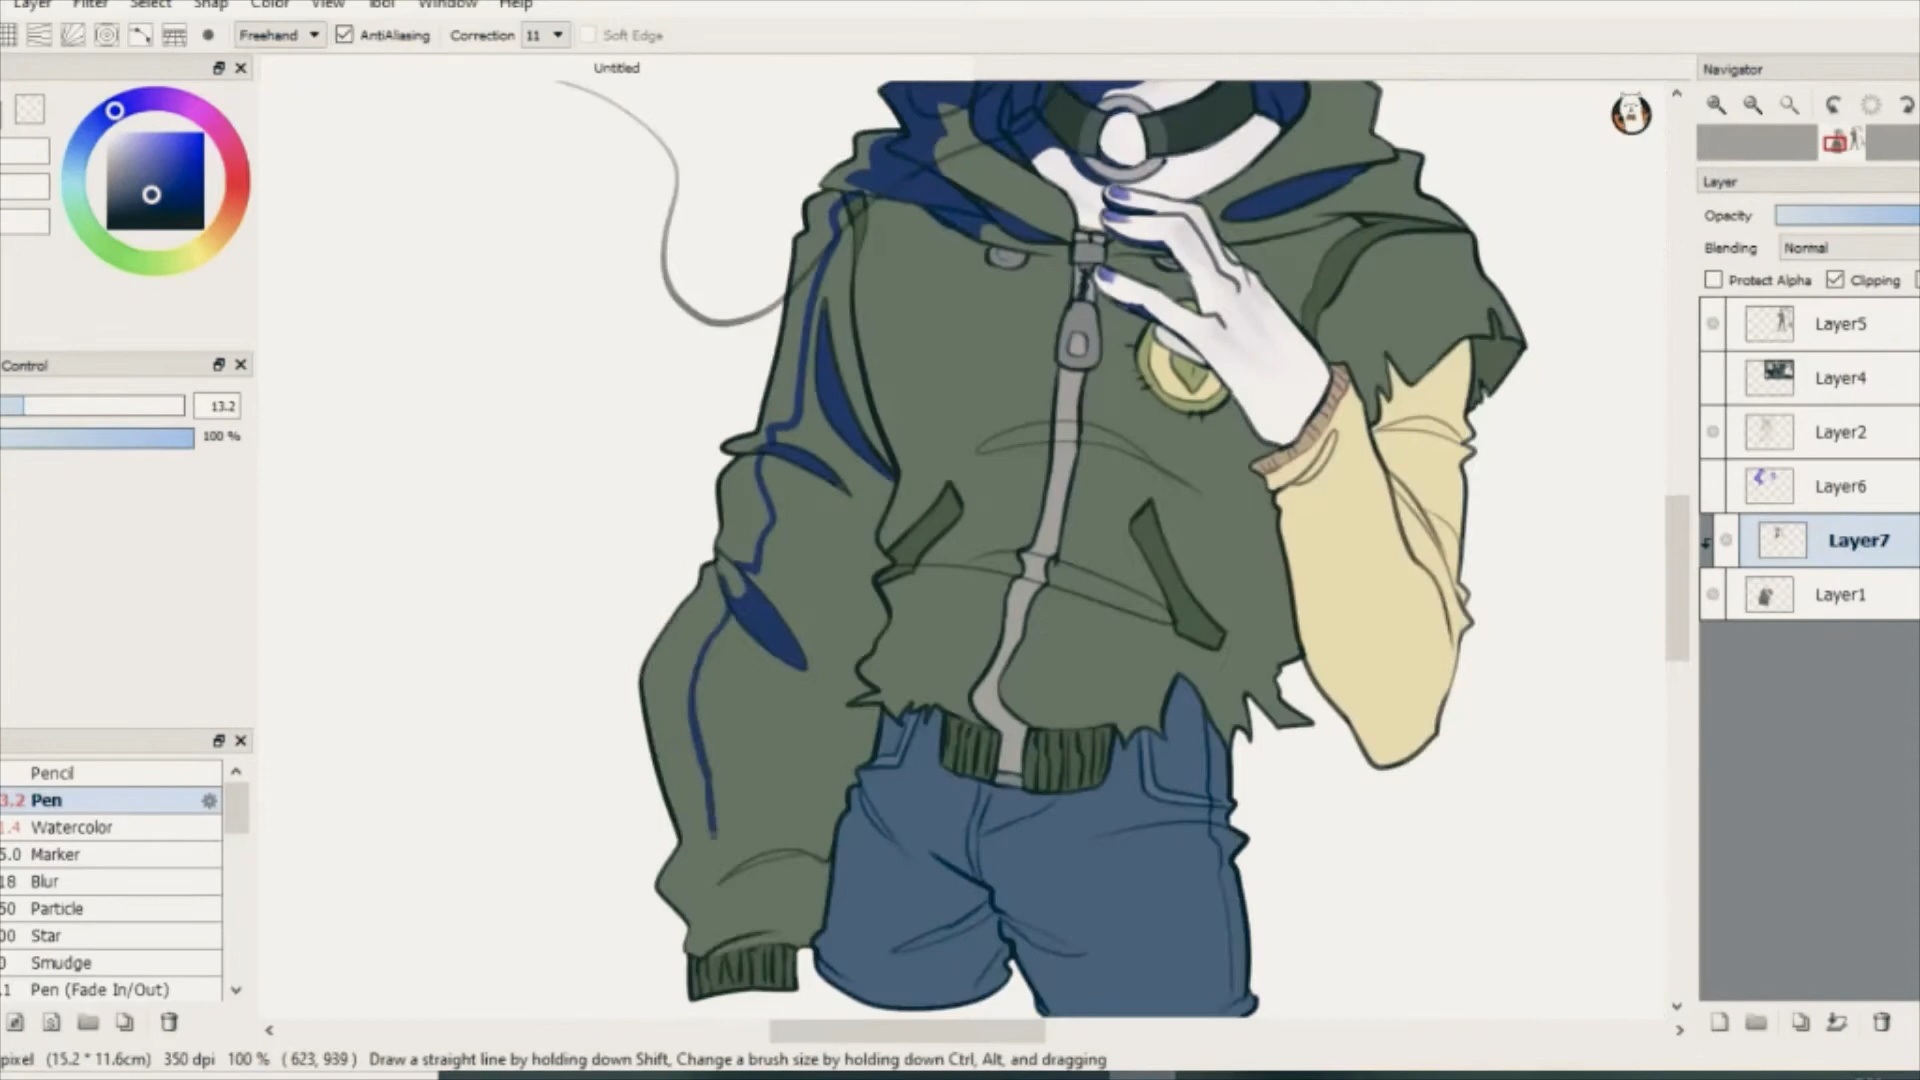 Layer Filter Select Snap Color View Tool Window Help
Freehand AntiAliasing Correction 11 Soft Edge
Untitled
Navigator
Layer
Opacity
Blending Normal
Protect Alpha Clipping
Layer5
Layer4
Layer2
Layer6
Layer7
Layer1
Control
13.2
100 %
Pencil
3.2 Pen
1.4 Watercolor
5.0 Marker
18 Blur
50 Particle
00 Star
0 Smudge
.1 Pen (Fade In/Out)
pixel (15.2 * 11.6cm) 350 dpi 100 % ( 623, 939 ) Draw a straight line by holding down Shift, Change a brush size by holding down Ctrl, Alt, and dragging